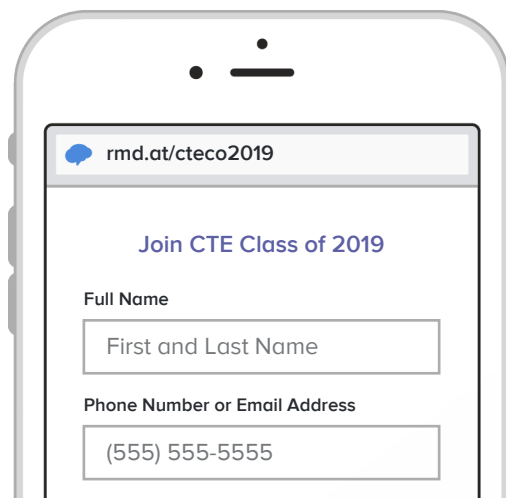 rmd.at/cteco2019
Join CTE Class of 2019
Full Name
First and Last Name
Phone Number or Email Address
(555) 555-5555